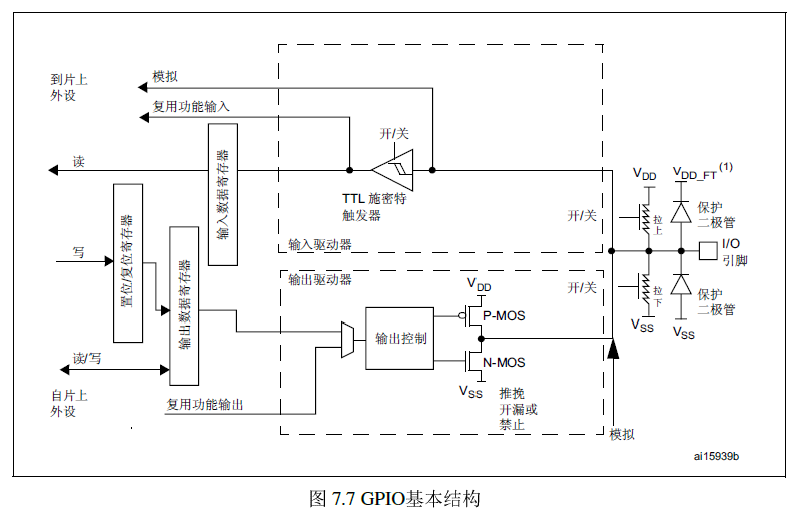 到片上
外设
模拟
复用功能输入
开/关
读
TTL 施密特
触发器
输入数据寄存器
置位/复位寄存器
输出数据寄存器
写
读/写
自片上
外设
复用功能输出
输入驱动器
开/关
输出驱动器
开/关
VDD
P-MOS
输出控制
N-MOS
VSS
推挽
开漏或
禁止
模拟
VDD
VDD_FT (1)
拉上
保护
二极管
I/O
引脚
拉下
保护
二极管
VSS
VSS
ai15939b
图 7.7 GPIO基本结构